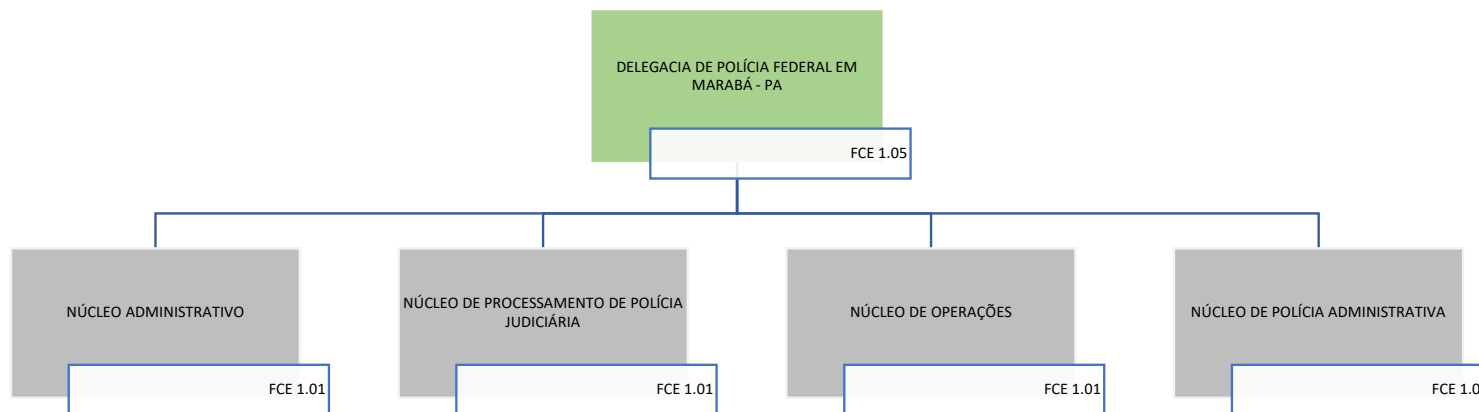 DELEGACIA DE POLÍCIA FEDERAL EM
MARABÁ - PA
FCE 1.05
NÚCLEO ADMINISTRATIVO
FCE 1.01
NÚCLEO DE PROCESSAMENTO DE POLÍCIA
JUDICIÁRIA
FCE 1.01
NÚCLEO DE OPERAÇÕES
FCE 1.01
NÚCLEO DE POLÍCIA ADMINISTRATIVA
FCE